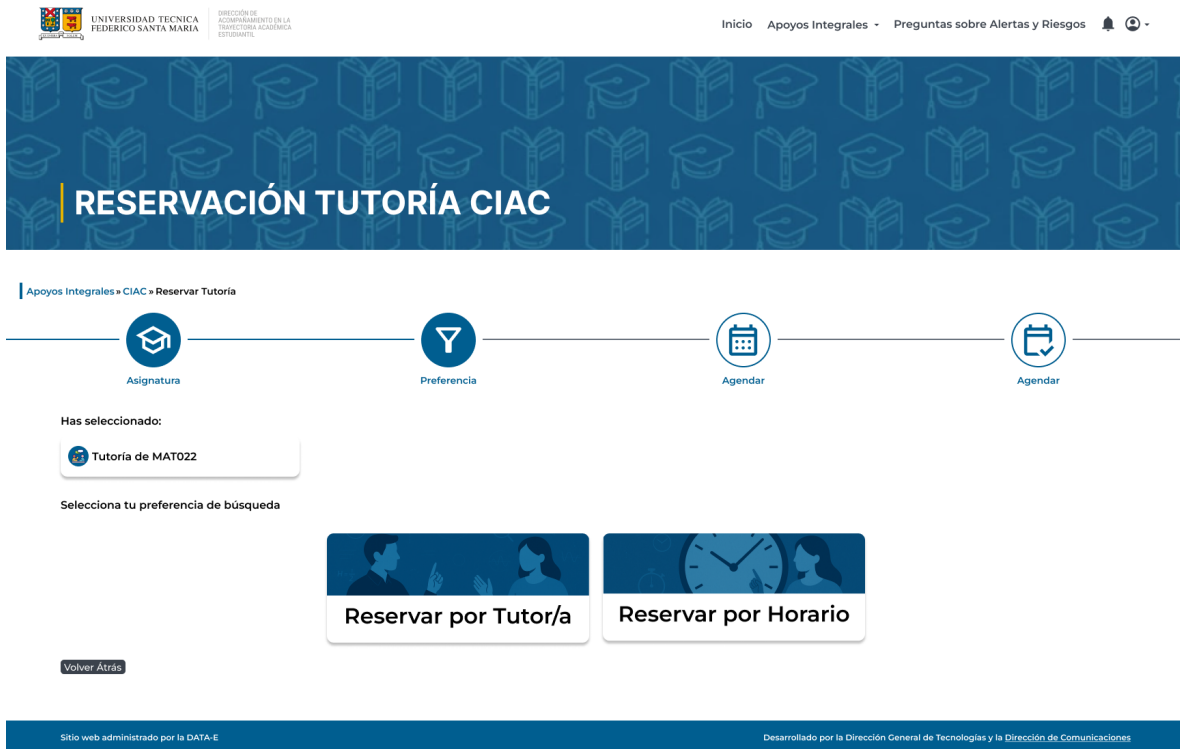 UNIVERSIDAD TECNICA
FEDERICO SANTA MARIA
DIRECCIÓN DE
ACOMPAÑAMIENTO EN LA
TRAYECTORIA ACADÉMICA
ESTUDIANTIL
Inicio Apoyos Integrales Preguntas sobre Alertas y Riesgos
RESERVACIÓN TUTORÍA CIAC
Apoyos Integrales » CIAC » Reservar Tutoría
Asignatura Preferencia Agendar Agendar
Has seleccionado:
Tutoría de MAT022
Selecciona tu preferencia de búsqueda
Reservar por Tutor/a Reservar por Horario
Volver Átrás
Sitio web administrado por la DATA-E Desarrollado por la Dirección General de Tecnologías y la Dirección de Comunicaciones